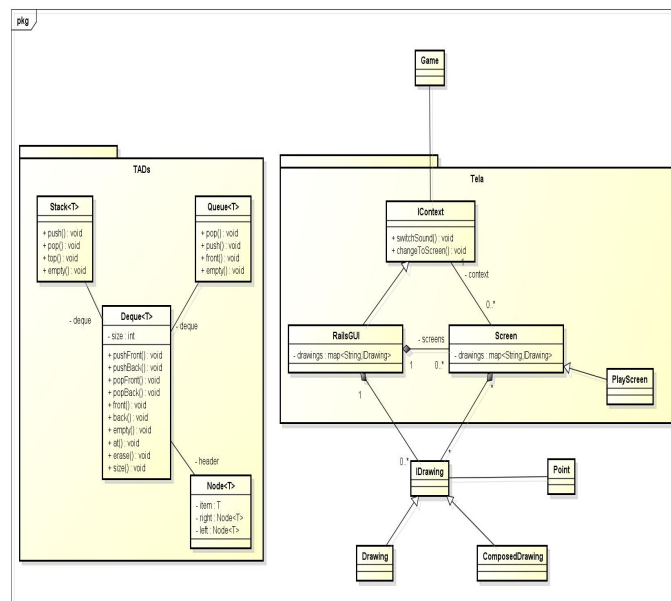 pkg
Game
TADs
Tela
Stack<T>
+ push() : void
+ pop() : void
+ top() : void
+ empty() : void
Queue<T>
+ pop() : void
+ push() : void
+ front() : void
+ empty() : void
IContext
+ switchSound() : void
+ changeToScreen() : void
1
- context
0..*
- deque
- deque
Deque<T>
- size : int
+ pushFront() : void
+ pushBack() : void
+ popFront() : void
+ popBack() : void
+ front() : void
+ back() : void
+ empty() : void
+ at() : void
+ erase() : void
+ size() : void
RailsGUI
- drawings : map<String,IDrawing>
- screens
1
0..*
Screen
- drawings : map<String,IDrawing>
PlayScreen
1
*
- header
0..*
*
Node<T>
- item : T
- right : Node<T>
- left : Node<T>
IDrawing
Point
Drawing
ComposedDrawing